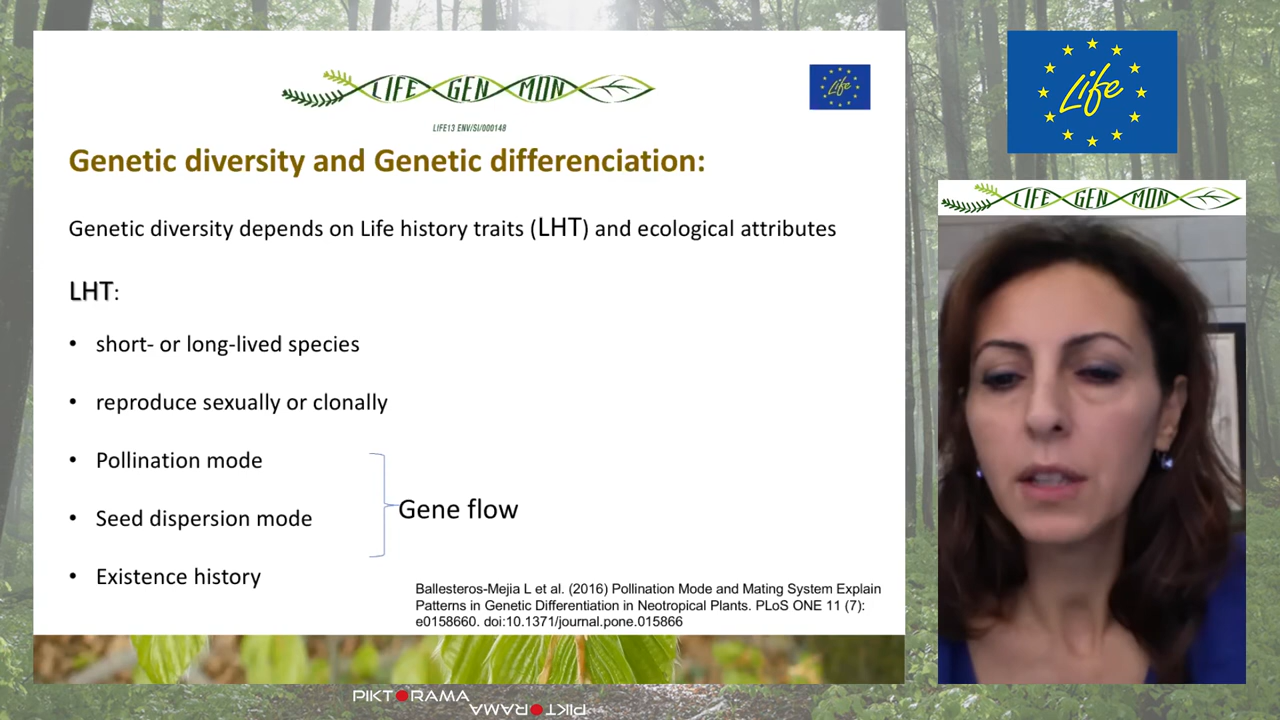 LIFE GEN MON
LIFE13 ENV/SI/000148
Life
Genetic diversity and Genetic differenciation:
Genetic diversity depends on Life history traits (LHT) and ecological attributes
LHT:
• short- or long-lived species
• reproduce sexually or clonally
• Pollination mode
• Seed dispersion mode
Gene flow
• Existence history
Ballesteros-Mejia L et al. (2016) Pollination Mode and Mating System Explain
Patterns in Genetic Differentiation in Neotropical Plants. PLoS ONE 11 (7):
e0158660. doi:10.1371/journal.pone.015866
PIKTORAMA
PIKTORAMA
Life
LIFE GEN MON